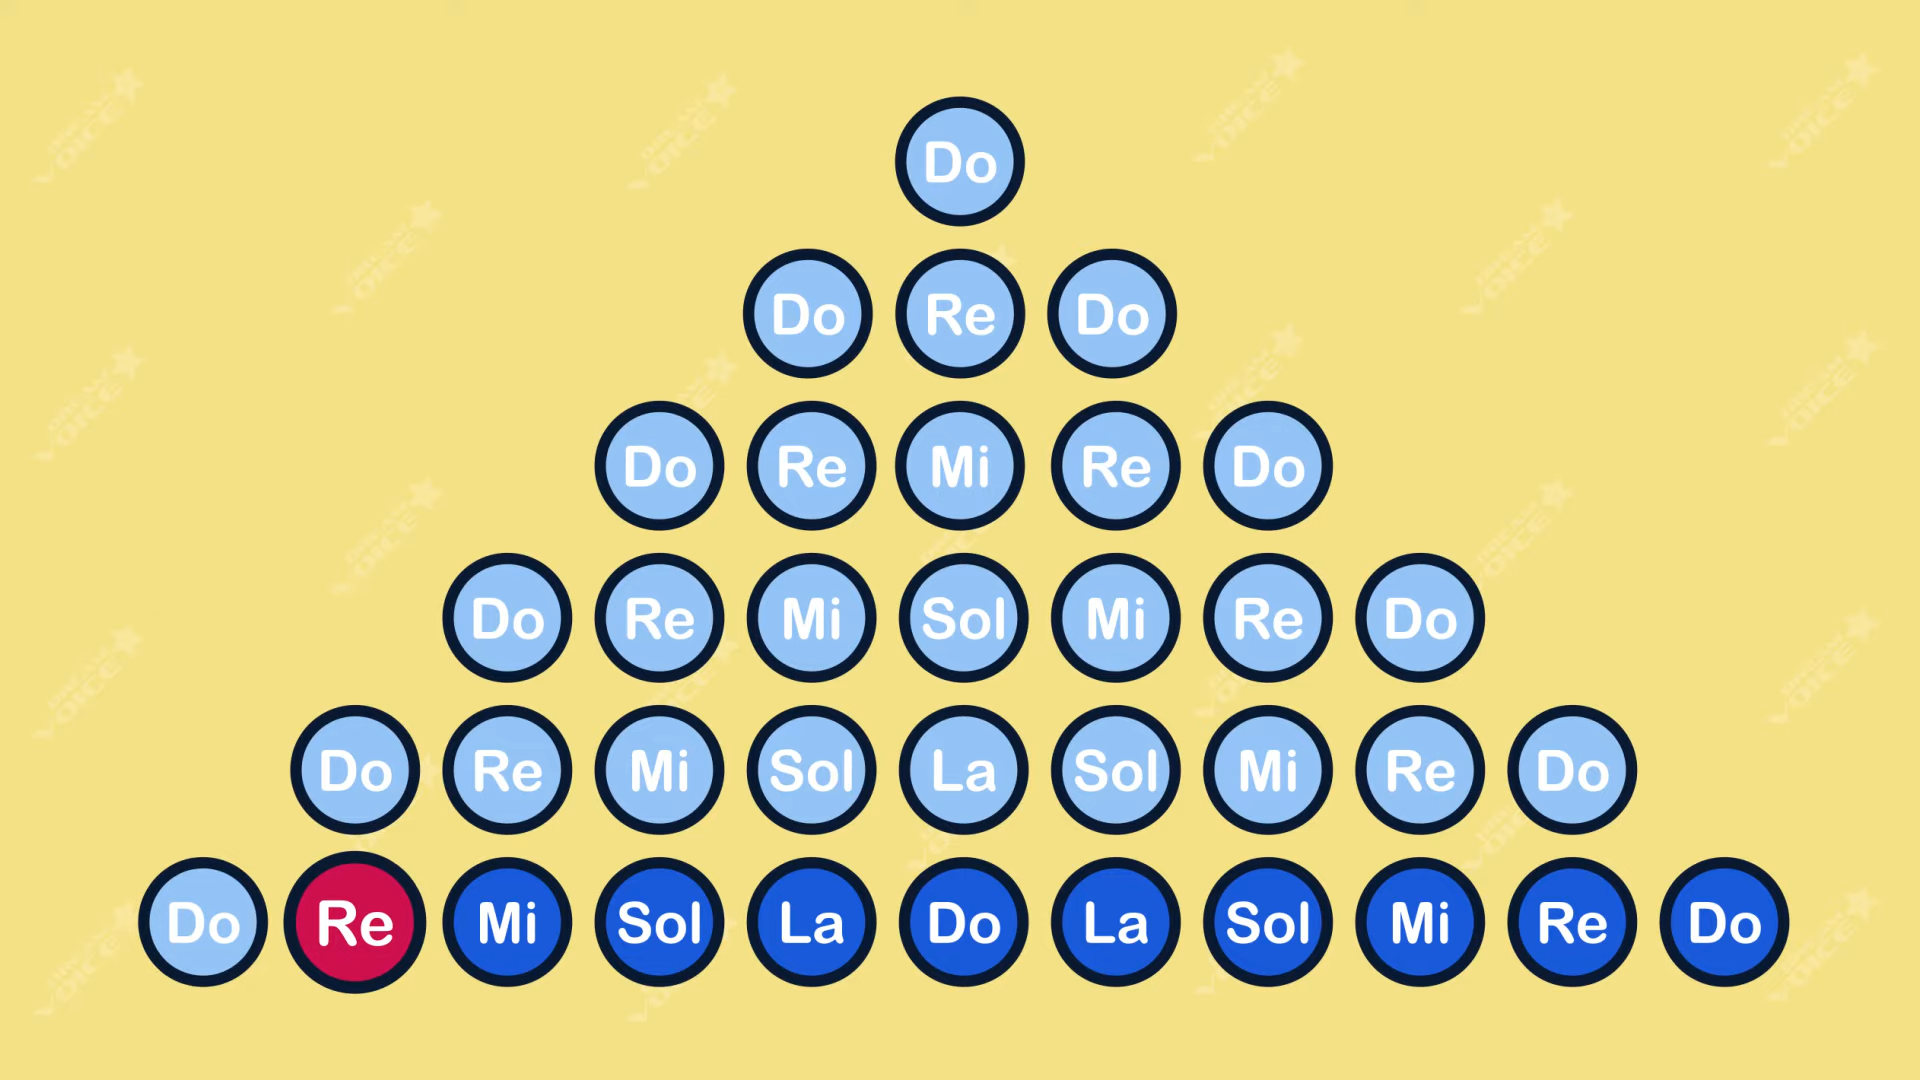 Do
Do Re Do
Do Re Mi Re Do
Do Re Mi Sol Mi Re Do
Do Re Mi Sol La Sol Mi Re Do
Do Re Mi Sol La Do La Sol Mi Re Do